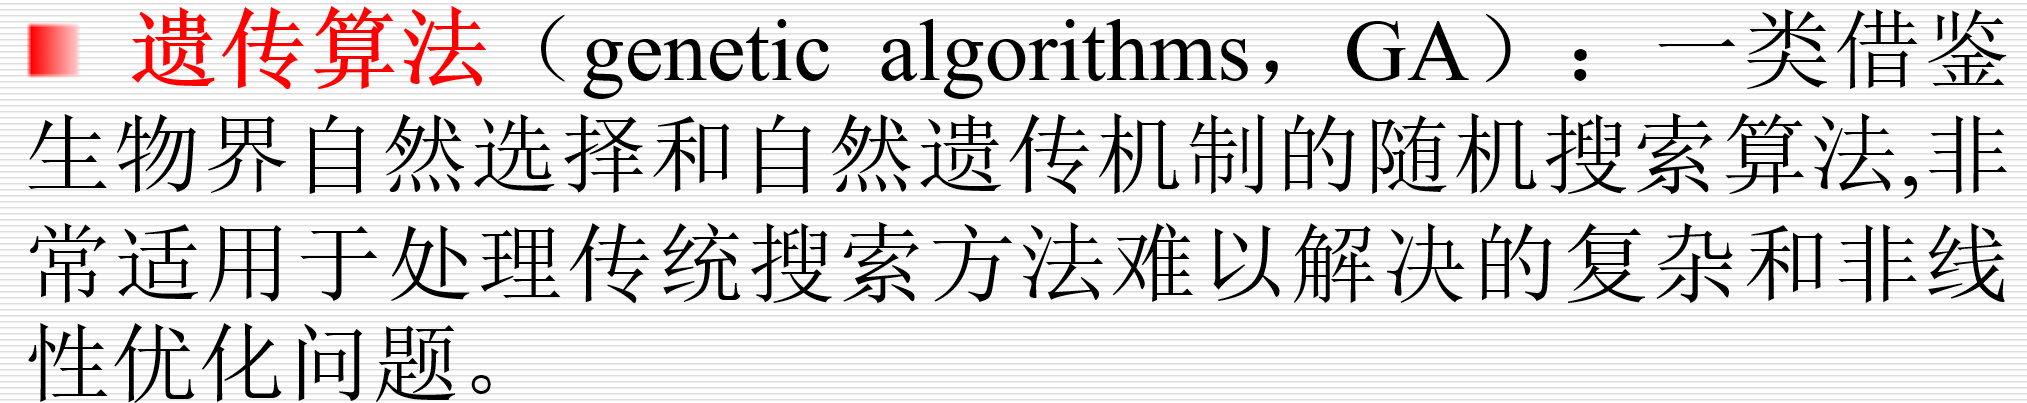 遗传算法（genetic algorithms，GA）：一类借鉴
生物界自然选择和自然遗传机制的随机搜索算法,非
常适用于处理传统搜索方法难以解决的复杂和非线
性优化问题。